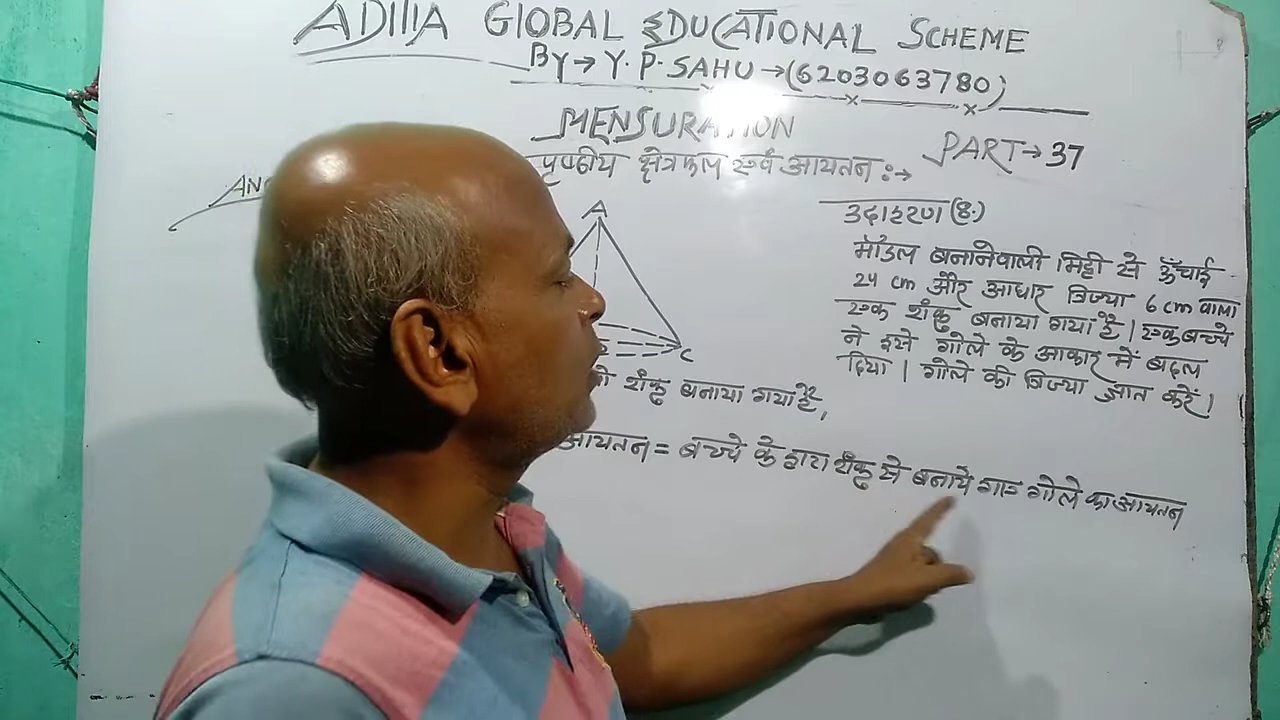 ADITYA GLOBAL EDUCATIONAL SCHEME
BY→ Y. P. SAHU →(6203063780)
MENSURATION
PART→37
पृष्ठीय क्षेत्रफल एवं आयतन :→
उदाहरण (8.)
मॉडल बनानेवाली मिट्टी से ऊँचाई
24 cm और आधार त्रिज्या 6 cm वाला
एक शंकु बनाया गया है। एक बच्चे
ने इसे गोले के आकार में बदल
दिया। गोले की त्रिज्या ज्ञात करें।
AN
A
C
शंकु बनाया गया है,
आयतन = बच्चे के द्वारा शंकु से बनाये गए गोले का आयतन